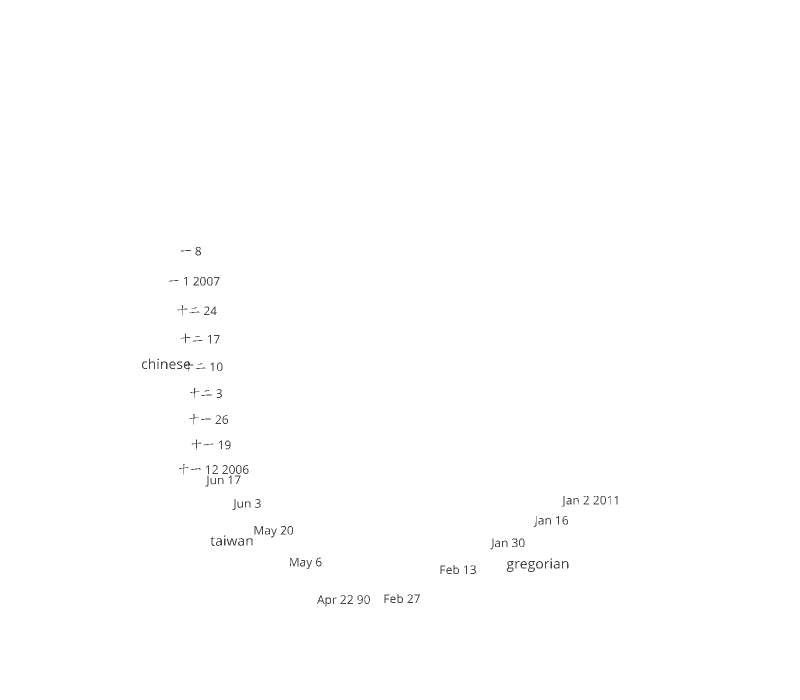 一 8
一 1 2007
十二 24
十二 17
chinese
十二 10
十二 3
十一 26
十一 19
十一 12 2006
Jun 17
Jun 3
May 20
taiwan
May 6
Apr 22 90
Feb 27
Feb 13
gregorian
Jan 30
Jan 16
Jan 2 2011